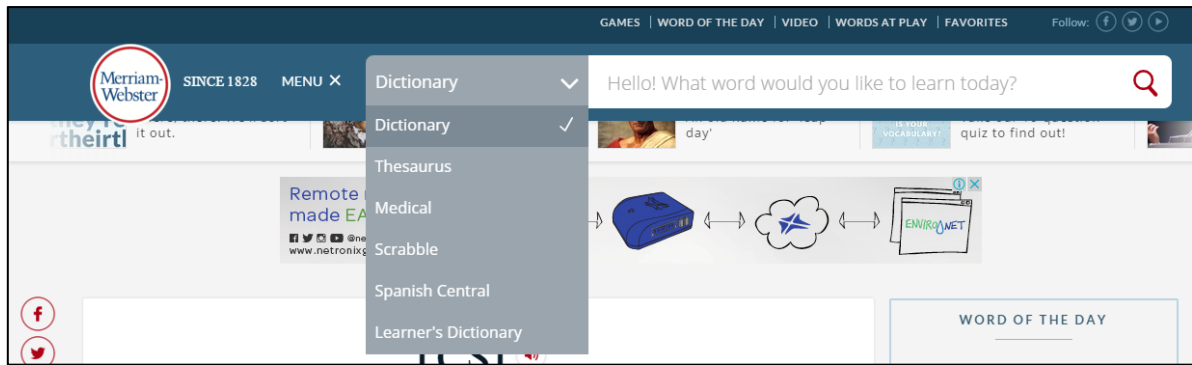 GAMES | WORD OF THE DAY | VIDEO | WORDS AT PLAY | FAVORITES Follow:
Merriam-
Webster
SINCE 1828 MENU ✕
Dictionary
Hello! What word would you like to learn today?
Dictionary ✓
Thesaurus
Medical
Scrabble
Spanish Central
Learner's Dictionary
it out.
day'
quiz to find out!
Remote
made EA
www.netronix
ENVIRONET
WORD OF THE DAY